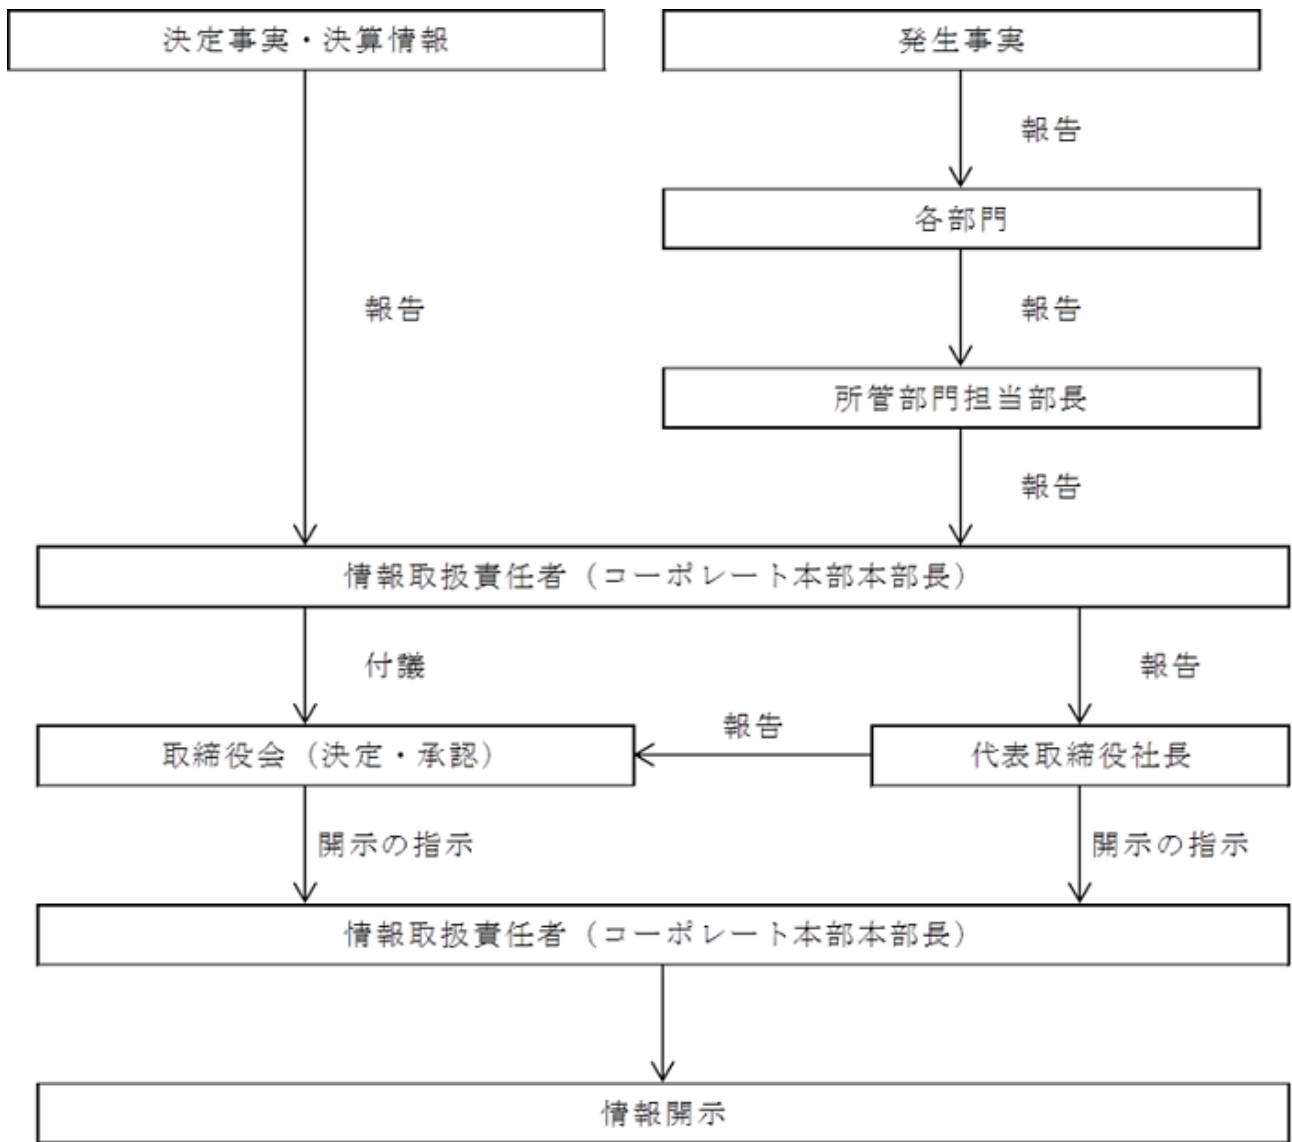 決定事実・決算情報
発生事実
報告
各部門
報告
報告
所管部門担当部長
報告
情報取扱責任者（コーポレート本部本部長）
付議
報告
報告
取締役会（決定・承認）
代表取締役社長
開示の指示
開示の指示
情報取扱責任者（コーポレート本部本部長）
情報開示